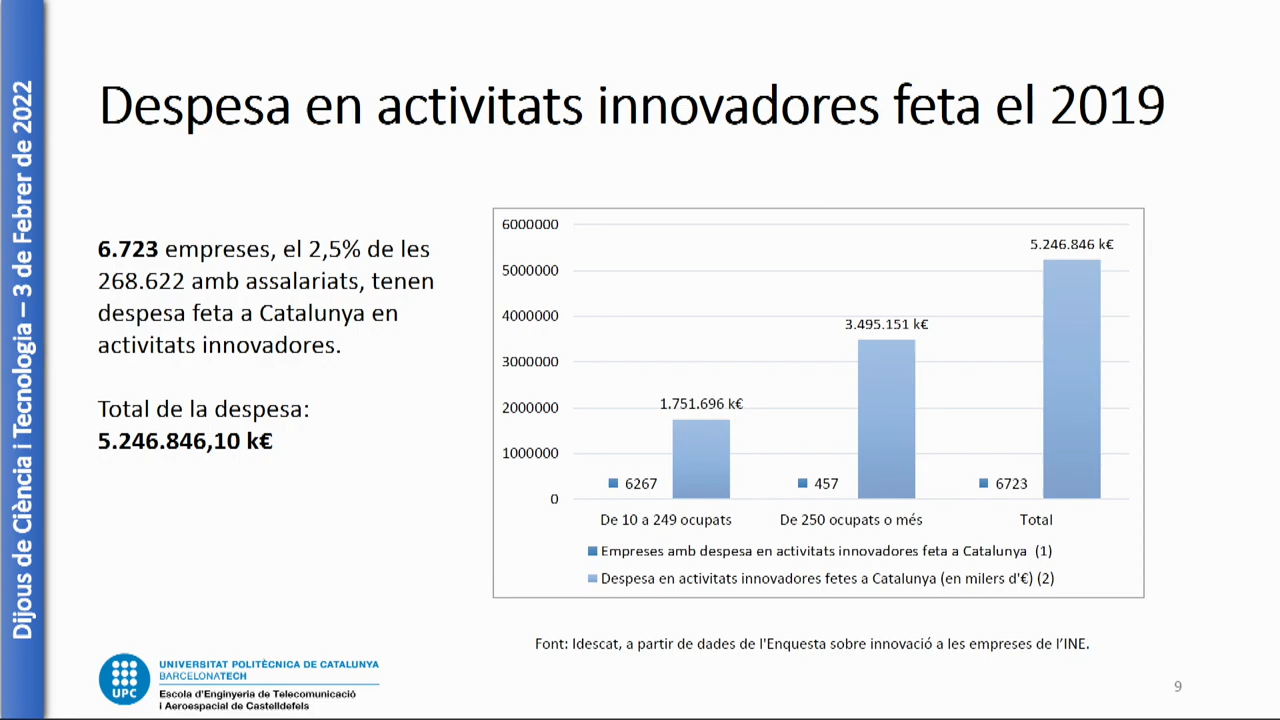 Dijous de Ciència i Tecnologia – 3 de Febrer de 2022
Despesa en activitats innovadores feta el 2019
6.723 empreses, el 2,5% de les
268.622 amb assalariats, tenen
despesa feta a Catalunya en
activitats innovadores.
Total de la despesa:
5.246.846,10 k€
6000000
5000000
4000000
3000000
2000000
1000000
0
5.246.846 k€
3.495.151 k€
1.751.696 k€
6267
457
6723
De 10 a 249 ocupats
De 250 ocupats o més
Total
Empreses amb despesa en activitats innovadores feta a Catalunya (1)
Despesa en activitats innovadores fetes a Catalunya (en milers d'€) (2)
Font: Idescat, a partir de dades de l'Enquesta sobre innovació a les empreses de l’INE.
UPC
UNIVERSITAT POLITÈCNICA DE CATALUNYA
BARCELONATECH
Escola d'Enginyeria de Telecomunicació
i Aeroespacial de Castelldefels
9